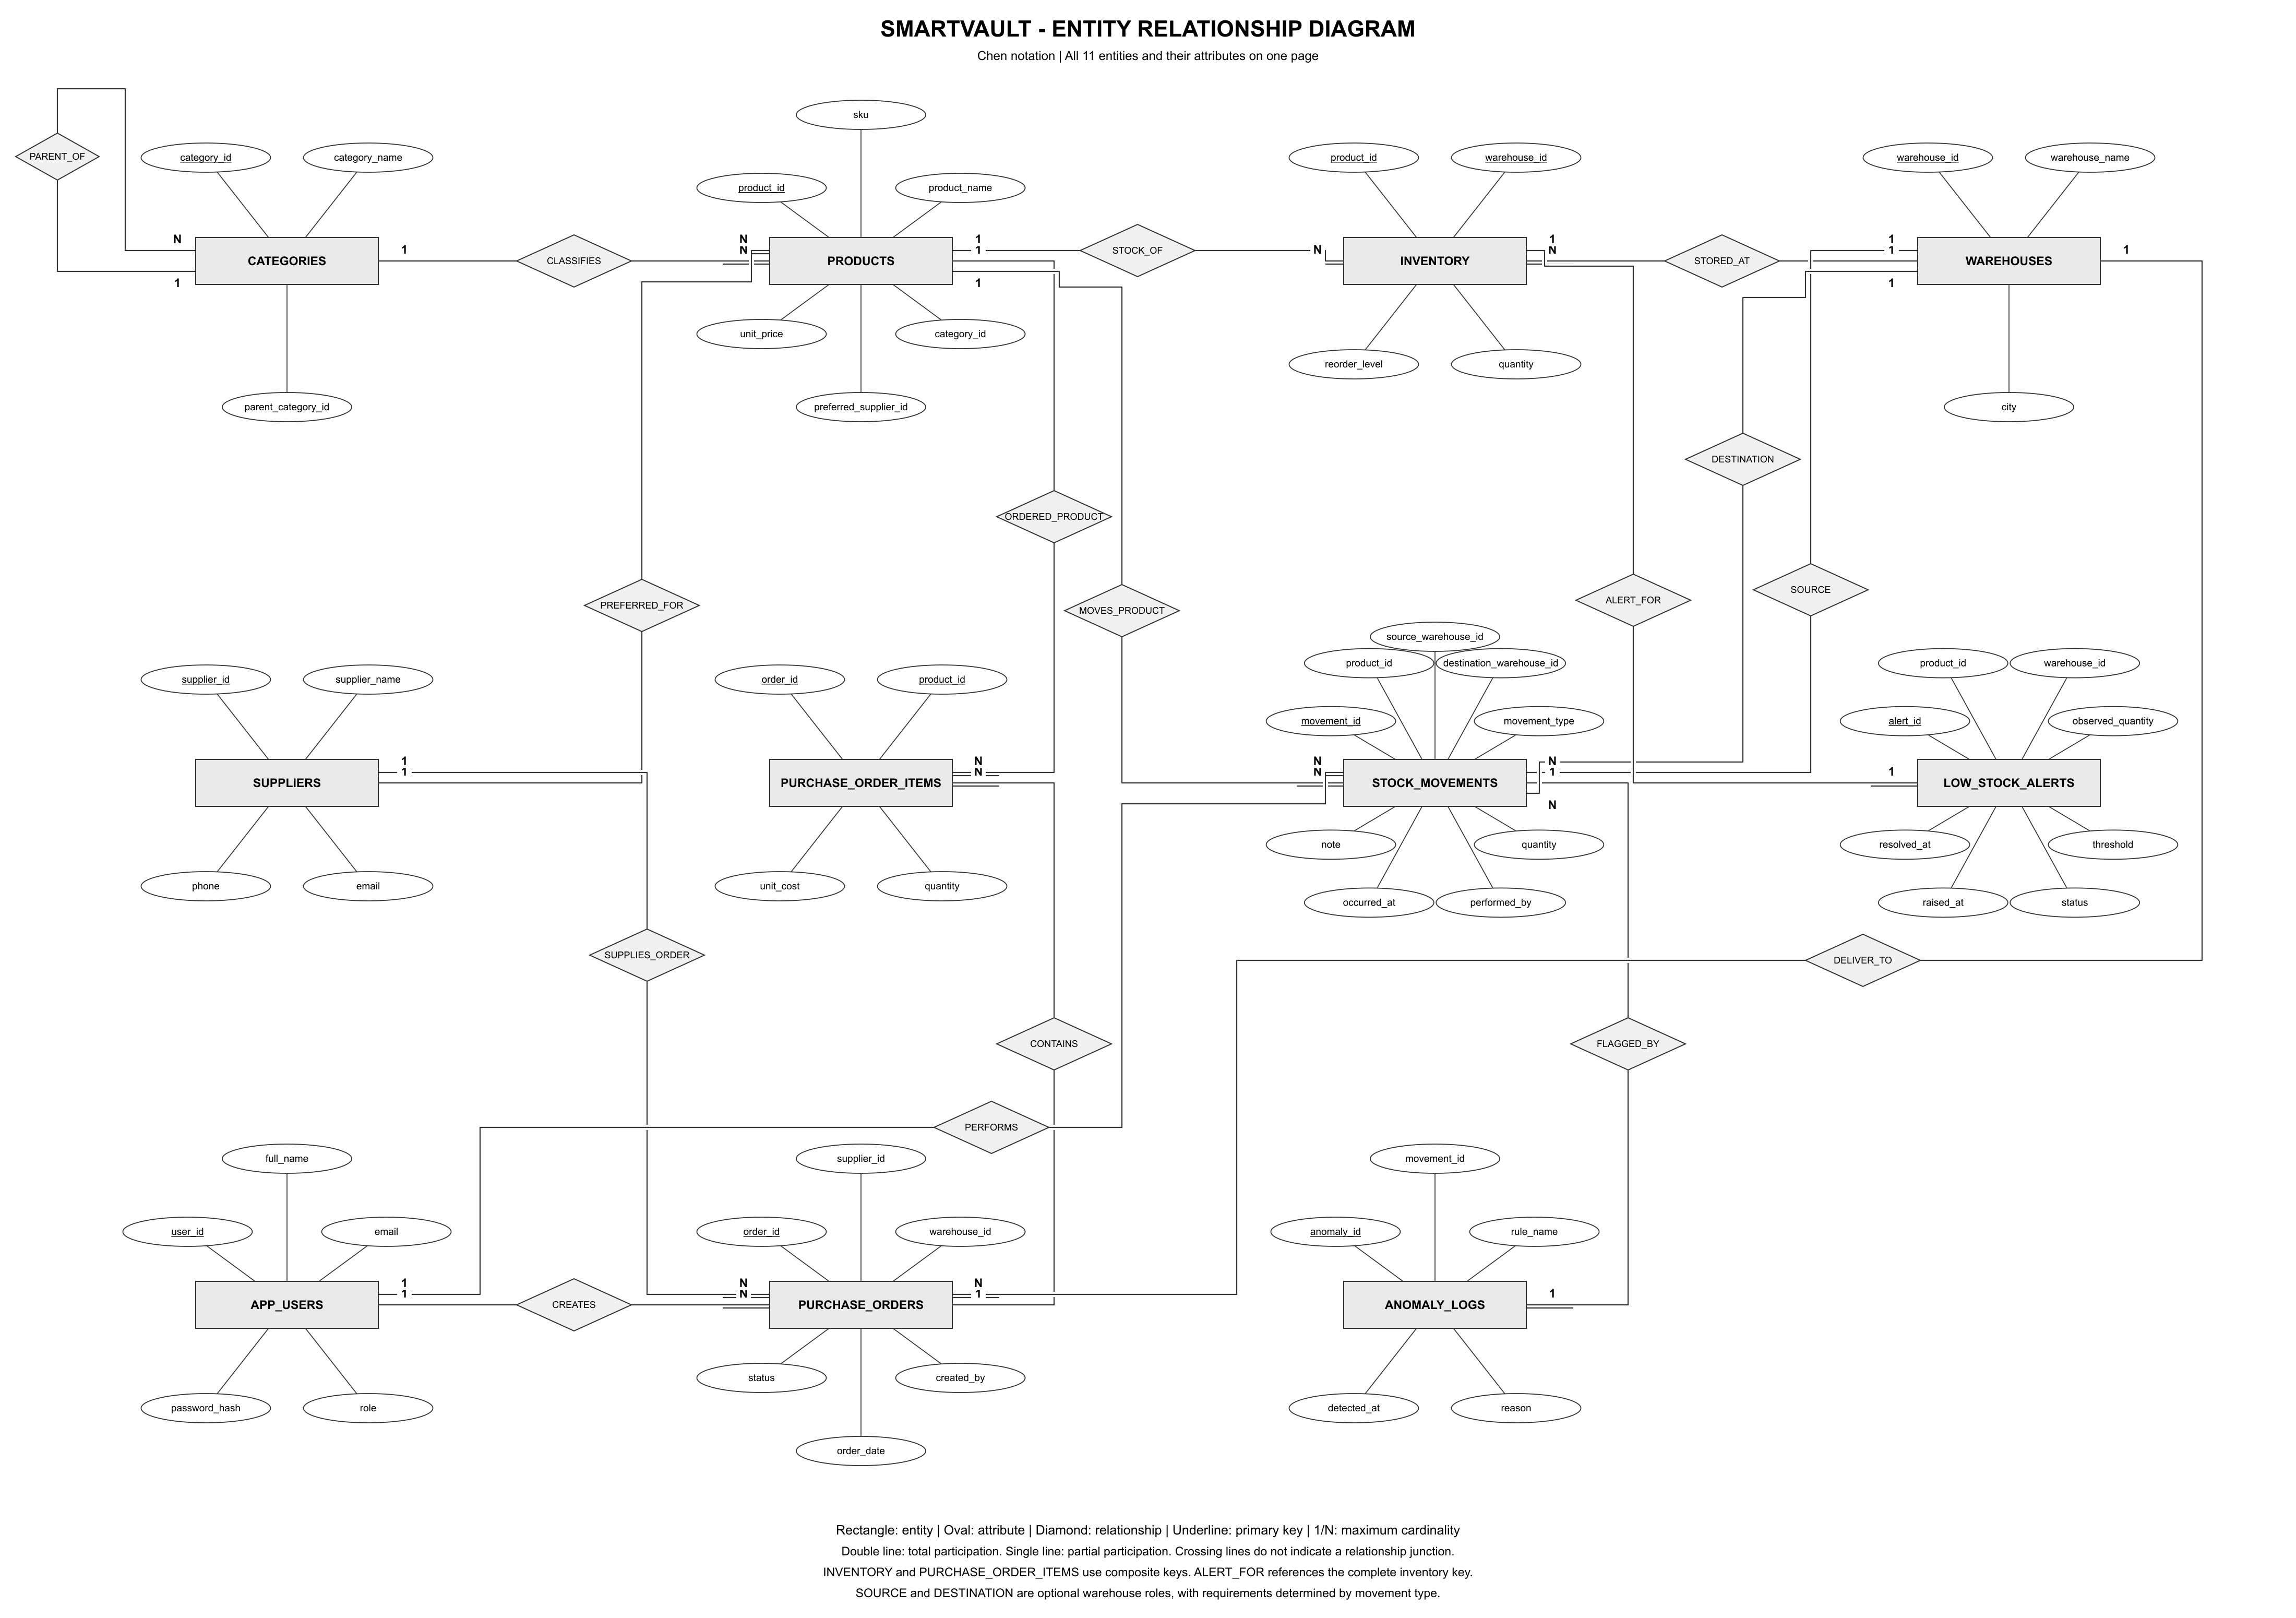 SMARTVAULT - ENTITY RELATIONSHIP DIAGRAM
Chen notation | All 11 entities and their attributes on one page
PARENT_OF
category_id
category_name
N
1
CATEGORIES
parent_category_id
1
CLASSIFIES
N
N
sku
product_id
product_name
PRODUCTS
unit_price
category_id
preferred_supplier_id
1
1
1
STOCK_OF
N
product_id
warehouse_id
INVENTORY
reorder_level
quantity
1
N
STORED_AT
1
1
1
warehouse_id
warehouse_name
WAREHOUSES
1
city
DESTINATION
ORDERED_PRODUCT
PREFERRED_FOR
MOVES_PRODUCT
ALERT_FOR
SOURCE
supplier_id
supplier_name
SUPPLIERS
1
1
phone
email
order_id
product_id
PURCHASE_ORDER_ITEMS
N
N
unit_cost
quantity
source_warehouse_id
product_id
destination_warehouse_id
movement_id
movement_type
N
N
STOCK_MOVEMENTS
N
1
N
note
quantity
occurred_at
performed_by
product_id
warehouse_id
alert_id
observed_quantity
1
LOW_STOCK_ALERTS
resolved_at
threshold
raised_at
status
SUPPLIES_ORDER
DELIVER_TO
CONTAINS
FLAGGED_BY
PERFORMS
full_name
user_id
email
APP_USERS
1
1
password_hash
role
CREATES
supplier_id
order_id
warehouse_id
N
N
PURCHASE_ORDERS
N
1
status
created_by
order_date
movement_id
anomaly_id
rule_name
ANOMALY_LOGS
1
detected_at
reason
Rectangle: entity | Oval: attribute | Diamond: relationship | Underline: primary key | 1/N: maximum cardinality
Double line: total participation. Single line: partial participation. Crossing lines do not indicate a relationship junction.
INVENTORY and PURCHASE_ORDER_ITEMS use composite keys. ALERT_FOR references the complete inventory key.
SOURCE and DESTINATION are optional warehouse roles, with requirements determined by movement type.